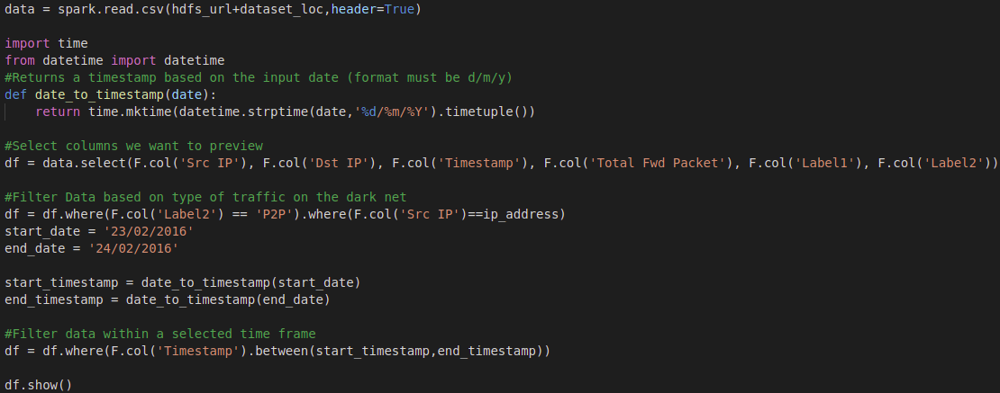 data = spark.read.csv(hdfs_url+dataset_loc,header=True)
import time
from datetime import datetime
#Returns a timestamp based on the input date (format must be d/m/y)
def date_to_timestamp(date):
    return time.mktime(datetime.strptime(date,'%d/%m/%Y').timetuple())
#Select columns we want to preview
df = data.select(F.col('Src IP'), F.col('Dst IP'), F.col('Timestamp'), F.col('Total Fwd Packet'), F.col('Label1'), F.col('Label2'))
#Filter Data based on type of traffic on the dark net
df = df.where(F.col('Label2') == 'P2P').where(F.col('Src IP')==ip_address)
start_date = '23/02/2016'
end_date = '24/02/2016'
start_timestamp = date_to_timestamp(start_date)
end_timestamp = date_to_timestamp(end_date)
#Filter data within a selected time frame
df = df.where(F.col('Timestamp').between(start_timestamp,end_timestamp))
df.show()